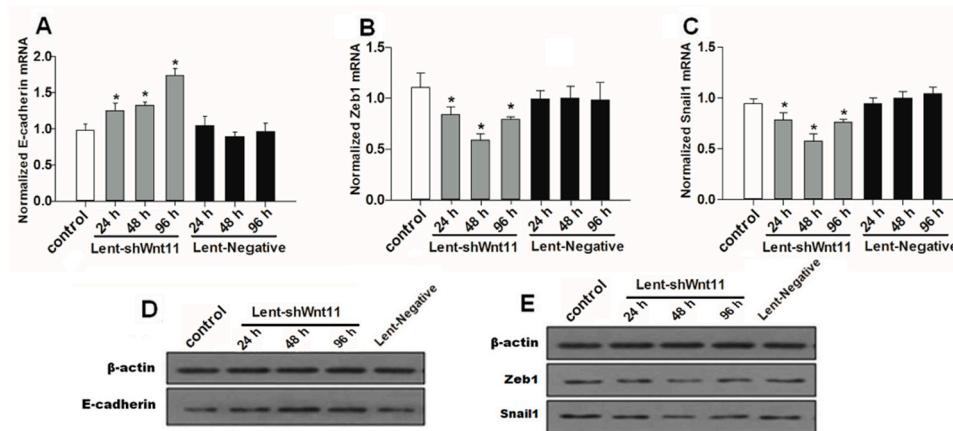 A
Normalized E-cadherin mRNA
2.0
1.5
1.0
0.5
0.0
control
24 h
48 h
96 h
24 h
48 h
96 h
Lent-shWnt11
Lent-Negative
B
Normalized Zeb1 mRNA
1.5
1.0
0.5
0.0
control
24 h
48 h
96 h
24 h
48 h
96 h
Lent-shWnt11
Lent-Negative
C
Normalized Snail1 mRNA
1.5
1.0
0.5
0.0
control
24 h
48 h
96 h
24 h
48 h
96 h
Lent-shWnt11
Lent-Negative
* * *
* * *
* * *
D
control
Lent-shWnt11
24 h
48 h
96 h
Lent-Negative
β-actin
E-cadherin
E
control
Lent-shWnt11
24 h
48 h
96 h
Lent-Negative
β-actin
Zeb1
Snail1